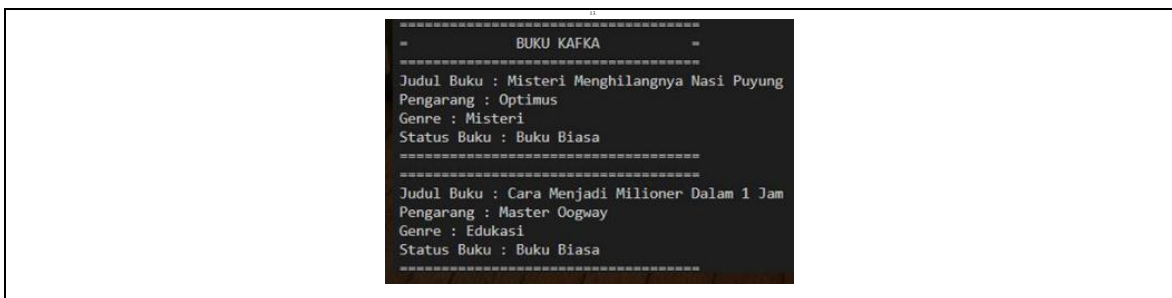 11
=====================================
= BUKU KAFKA =
=====================================
Judul Buku : Misteri Menghilangnya Nasi Puyung
Pengarang : Optimus
Genre : Misteri
Status Buku : Buku Biasa
=====================================
=====================================
Judul Buku : Cara Menjadi Milioner Dalam 1 Jam
Pengarang : Master Oogway
Genre : Edukasi
Status Buku : Buku Biasa
=====================================